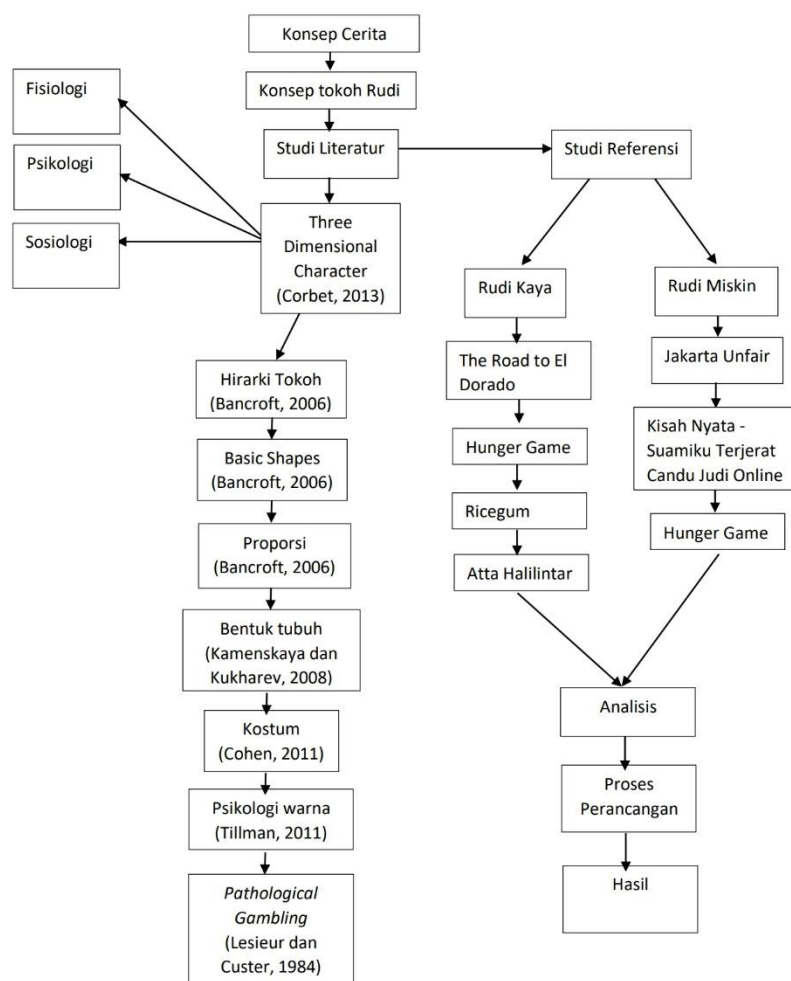 Konsep Cerita
Konsep tokoh Rudi
Studi Literatur
Three
Dimensional
Character
(Corbet, 2013)
Fisiologi
Psikologi
Sosiologi
Hirarki Tokoh
(Bancroft, 2006)
Basic Shapes
(Bancroft, 2006)
Proporsi
(Bancroft, 2006)
Bentuk tubuh
(Kamenskaya dan
Kukharev, 2008)
Kostum
(Cohen, 2011)
Psikologi warna
(Tillman, 2011)
Pathological
Gambling
(Lesieur dan
Custer, 1984)
Studi Referensi
Rudi Kaya
The Road to El
Dorado
Hunger Game
Ricegum
Atta Halilintar
Rudi Miskin
Jakarta Unfair
Kisah Nyata -
Suamiku Terjerat
Candu Judi Online
Hunger Game
Analisis
Proses
Perancangan
Hasil